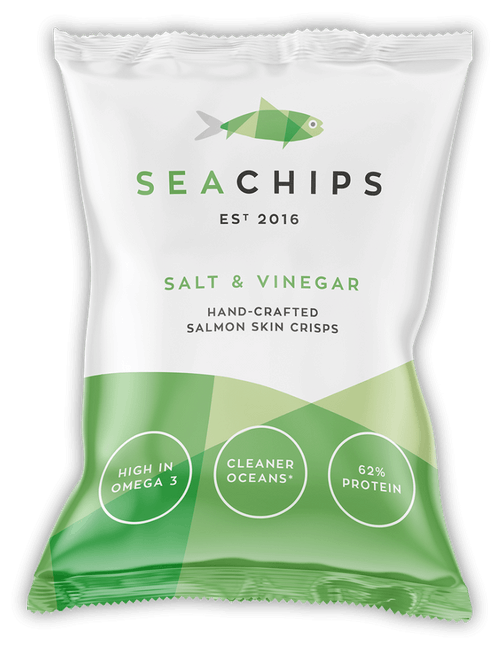 SEACHIPS
EST 2016
SALT & VINEGAR
HAND-CRAFTED
SALMON SKIN CRISPS
HIGH IN
OMEGA 3
CLEANER
OCEANS*
62%
PROTEIN